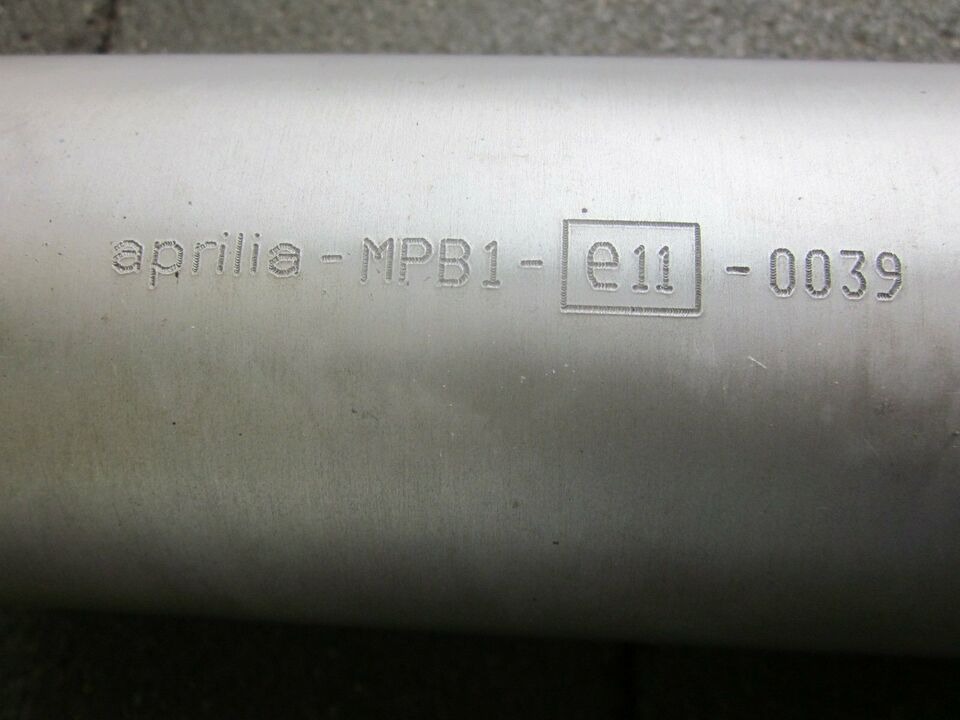 aprilia - MPB1 - e11 - 0039